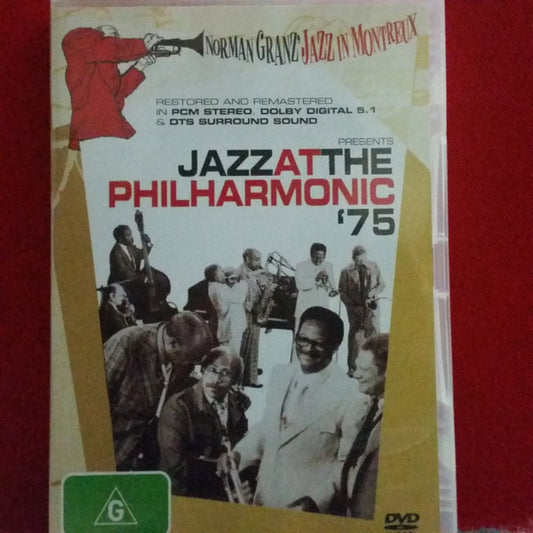 NORMAN GRANZ' JAZZ IN MONTREUX
RESTORED AND REMASTERED
IN PCM STEREO, DOLBY DIGITAL 5.1
& DTS SURROUND SOUND
PRESENTS
JAZZATTHE
PHILHARMONIC
'75
G
DVD